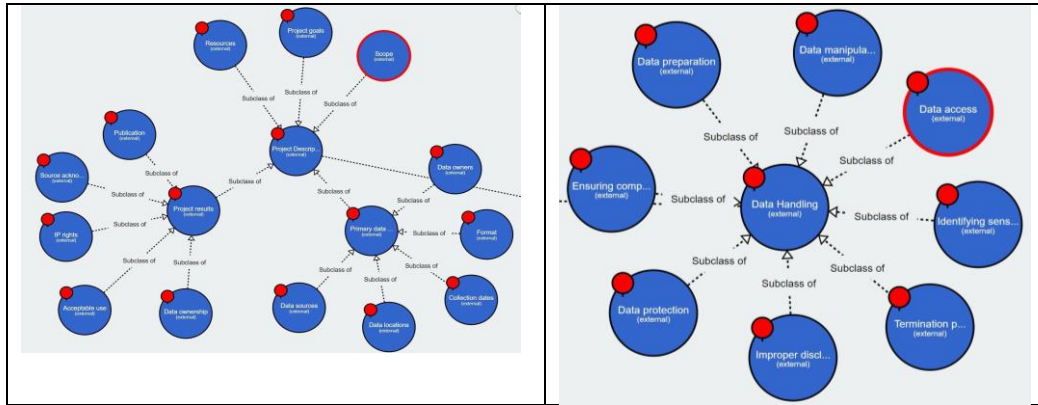 Project goals
(external)
Resources
(external)
Scope
(external)
Subclass of
Subclass of
Subclass of
Publication
(external)
Project Descrip...
(external)
Data owners
(external)
Source ackno...
(external)
Subclass of
Subclass of
Subclass of
Subclass of
Subclass of
Project results
(external)
IP rights
(external)
Subclass of
Primary data ...
(external)
Subclass of
Format
(external)
Subclass of
Subclass of
Subclass of
Subclass of
Subclass of
Acceptable use
(external)
Data ownership
(external)
Data sources
(external)
Data locations
(external)
Collection dates
(external)
Data preparation
(external)
Data manipula...
(external)
Data access
(external)
Subclass of
Subclass of
Subclass of
Ensuring comp...
(external)
Subclass of
Data Handling
(external)
Subclass of
Identifying sens...
(external)
Subclass of
Subclass of
Subclass of
Data protection
(external)
Improper discl...
(external)
Termination p...
(external)